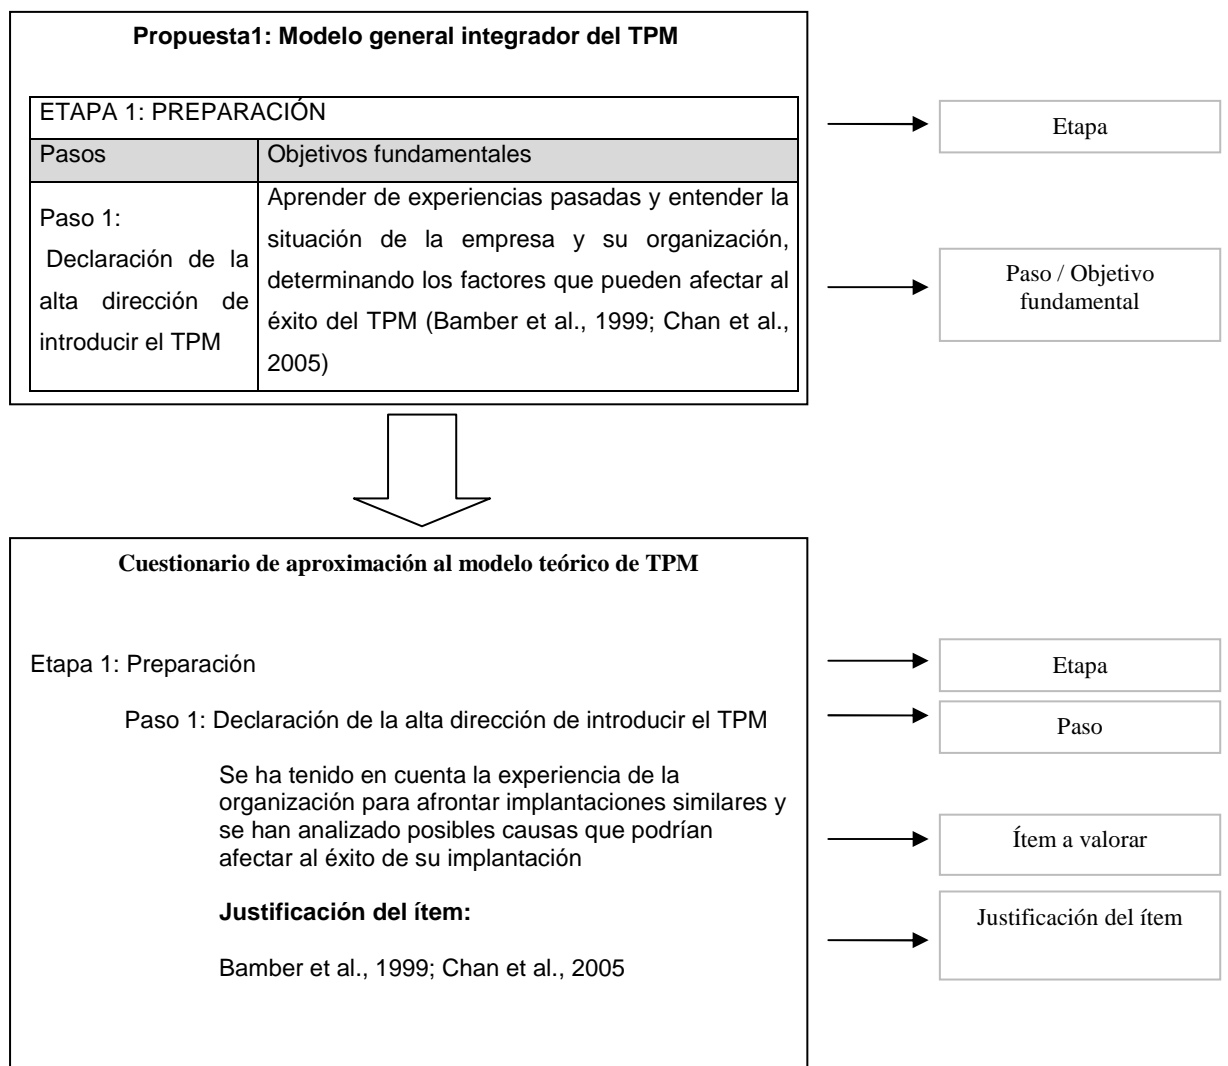 Propuesta1: Modelo general integrador del TPM
ETAPA 1: PREPARACIÓN
Pasos
Objetivos fundamentales
Paso 1:
Declaración de la
alta dirección de
introducir el TPM
Aprender de experiencias pasadas y entender la
situación de la empresa y su organización,
determinando los factores que pueden afectar al
éxito del TPM (Bamber et al., 1999; Chan et al.,
2005)
Etapa
Paso / Objetivo
fundamental
Cuestionario de aproximación al modelo teórico de TPM
Etapa 1: Preparación
Paso 1: Declaración de la alta dirección de introducir el TPM
Se ha tenido en cuenta la experiencia de la
organización para afrontar implantaciones similares y
se han analizado posibles causas que podrían
afectar al éxito de su implantación
Justificación del ítem:
Bamber et al., 1999; Chan et al., 2005
Etapa
Paso
Ítem a valorar
Justificación del ítem